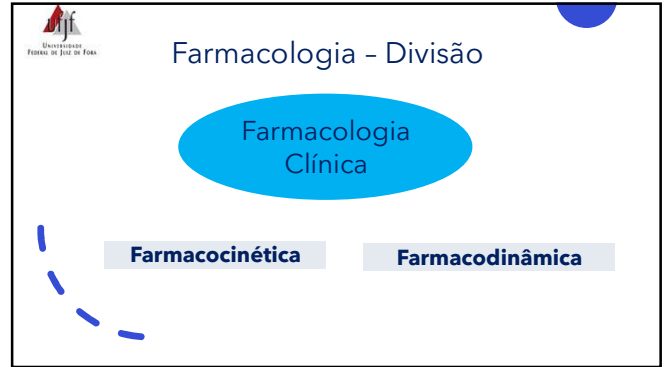 ufjf
Universidade
Federal de Juiz de Fora
Farmacologia – Divisão
Farmacologia
Clínica
Farmacocinética
Farmacodinâmica